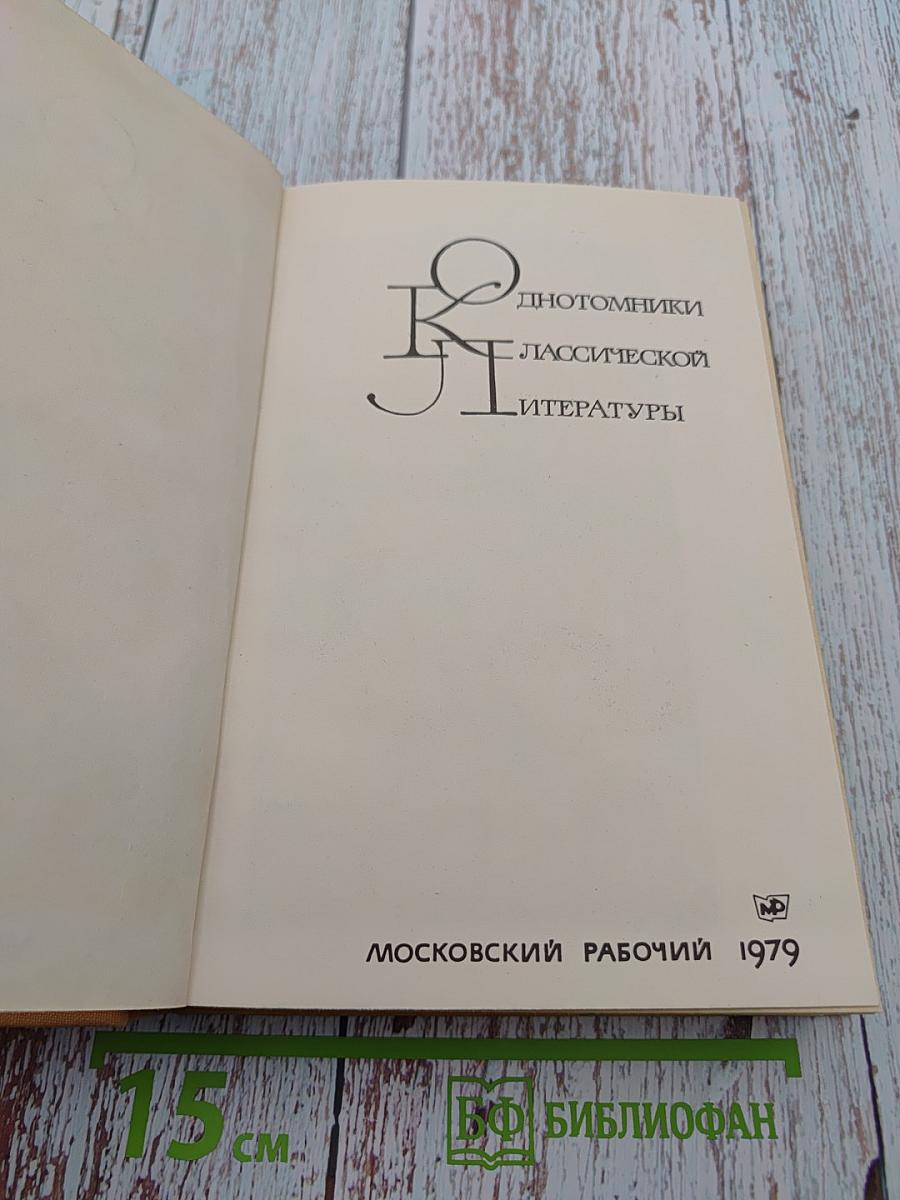 ОДНОТОМНИКИ
КЛАССИЧЕСКОЙ
ЛИТЕРАТУРЫ
МР
МОСКОВСКИЙ РАБОЧИЙ 1979
15 см
БФ БИБЛИОФАН